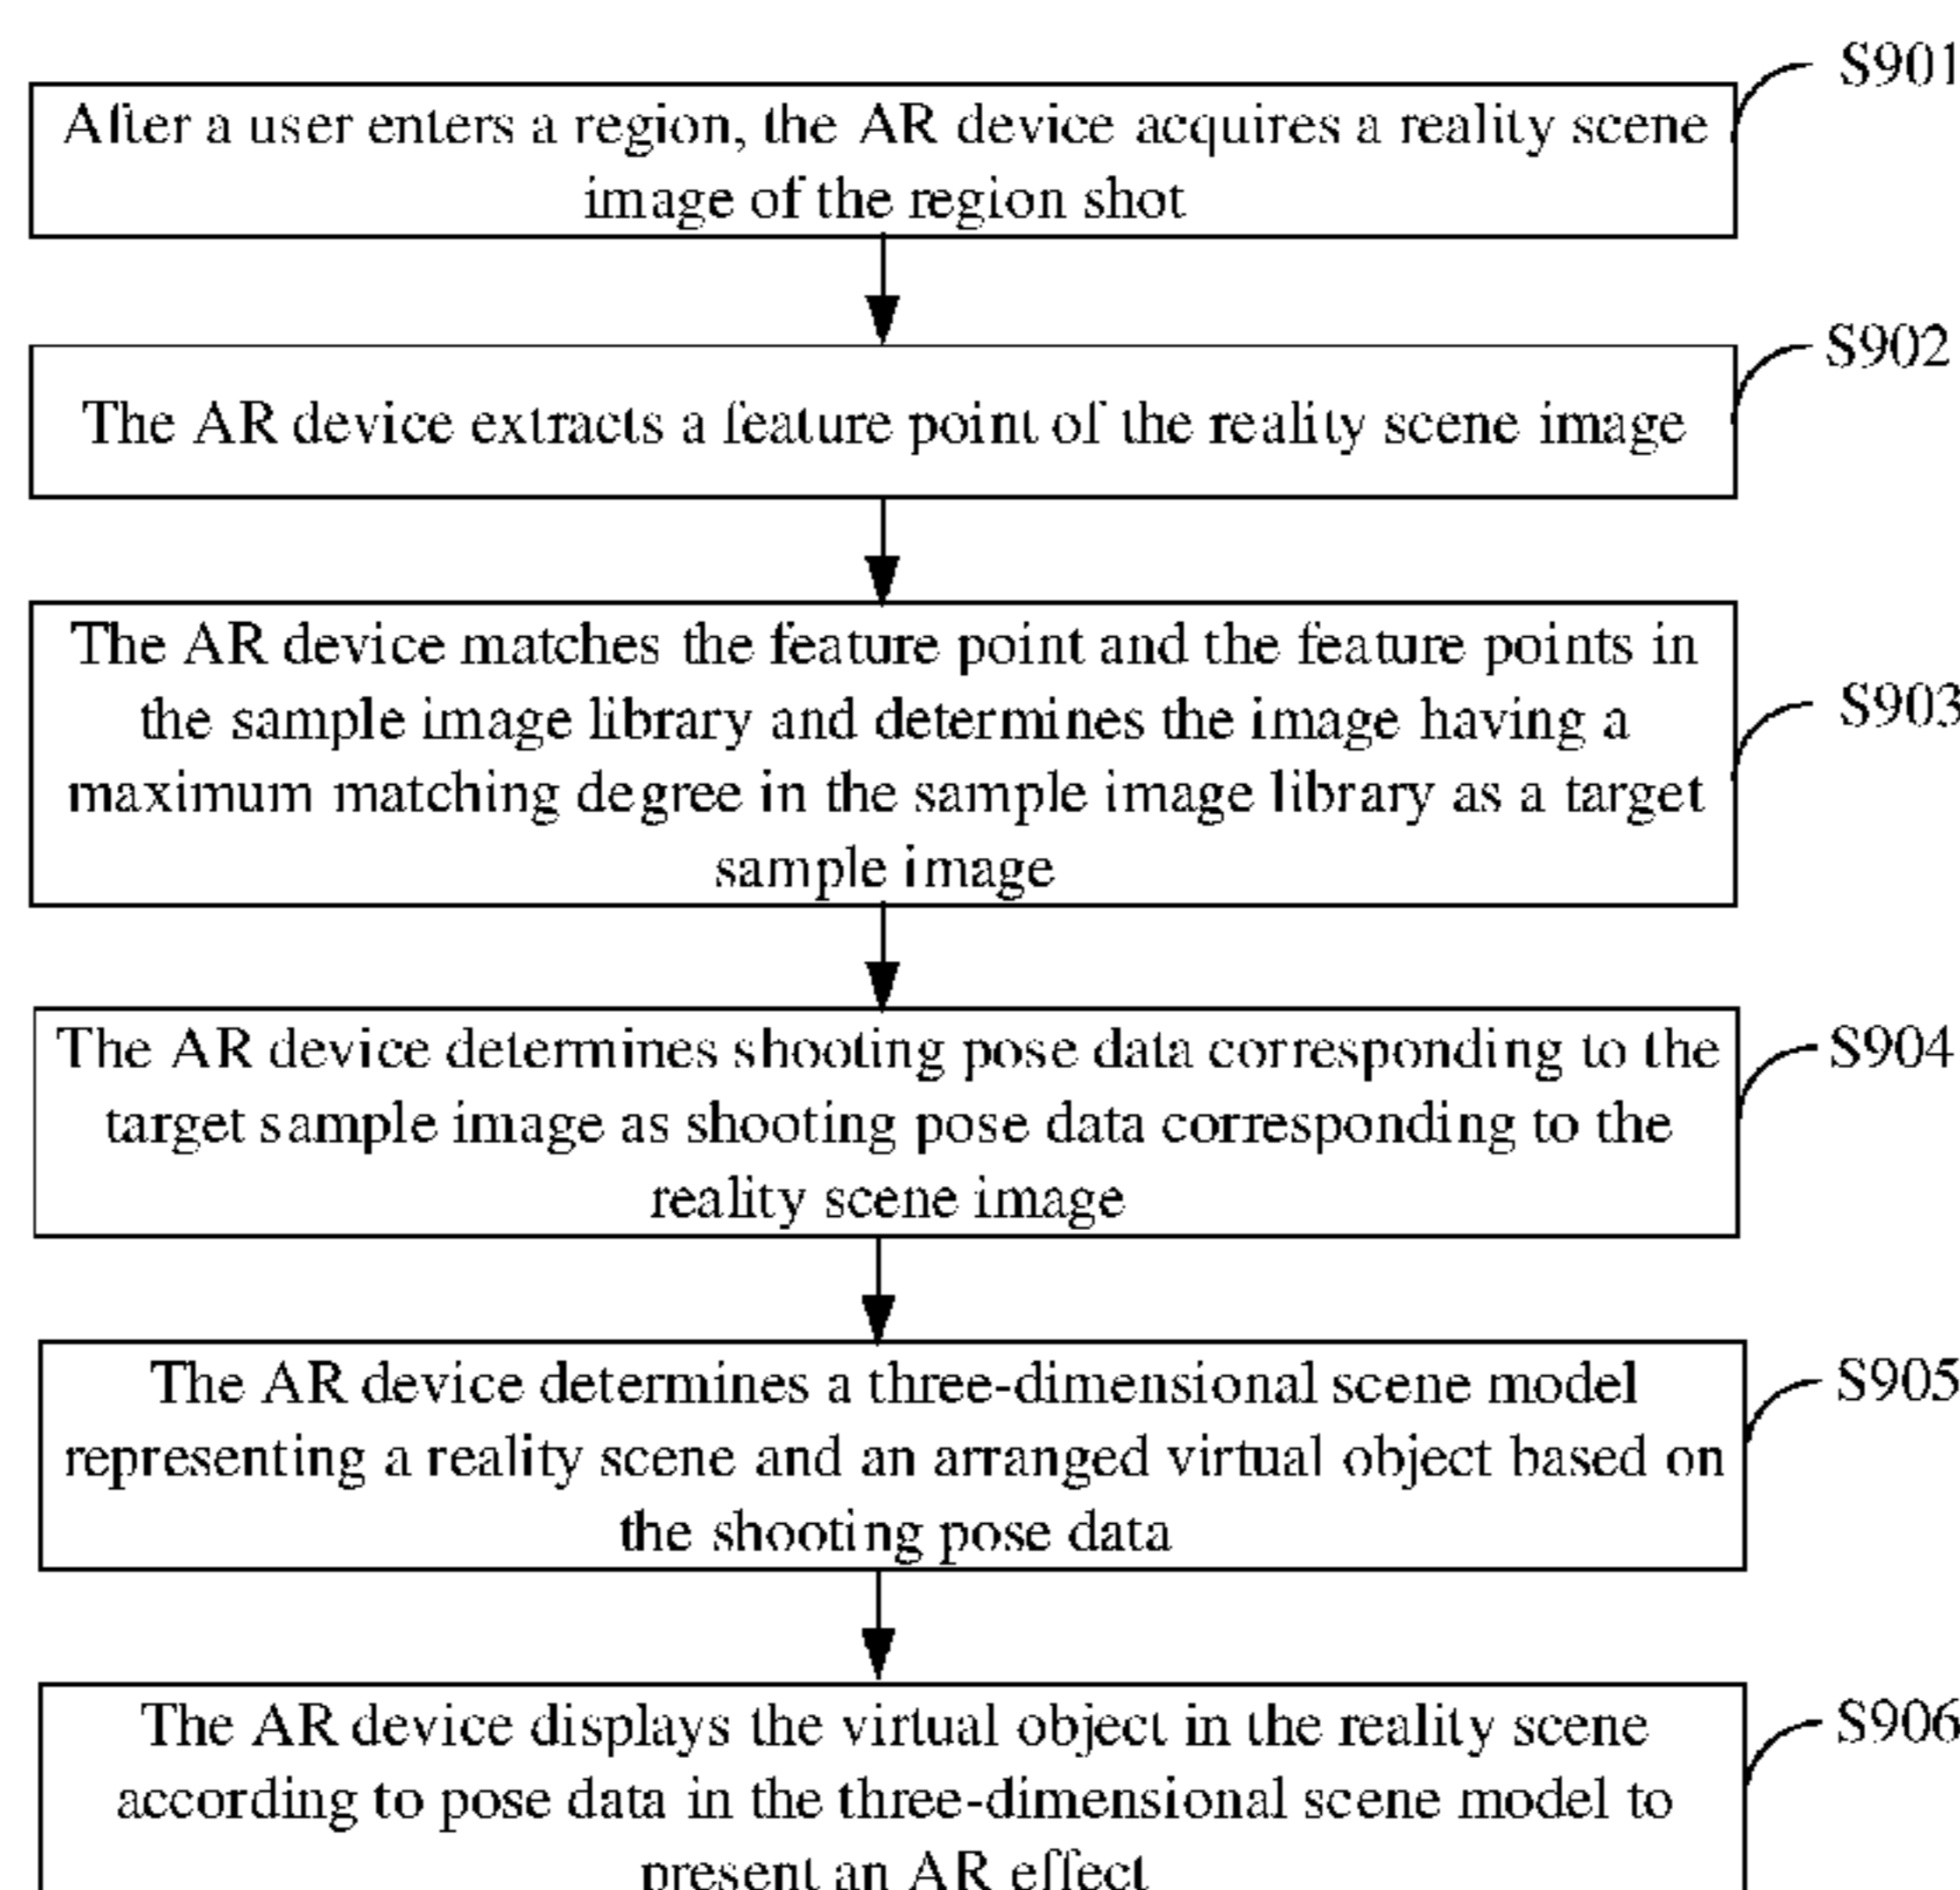 S901
After a user enters a region, the AR device acquires a reality scene
image of the region shot
S902
The AR device extracts a feature point of the reality scene image
The AR device matches the feature point and the feature points in
the sample image library and determines the image having a
maximum matching degree in the sample image library as a target
sample image
S903
The AR device determines shooting pose data corresponding to the
target sample image as shooting pose data corresponding to the
reality scene image
S904
The AR device determines a three-dimensional scene model
representing a reality scene and an arranged virtual object based on
the shooting pose data
S905
The AR device displays the virtual object in the reality scene
according to pose data in the three-dimensional scene model to
present an AR effect
S906